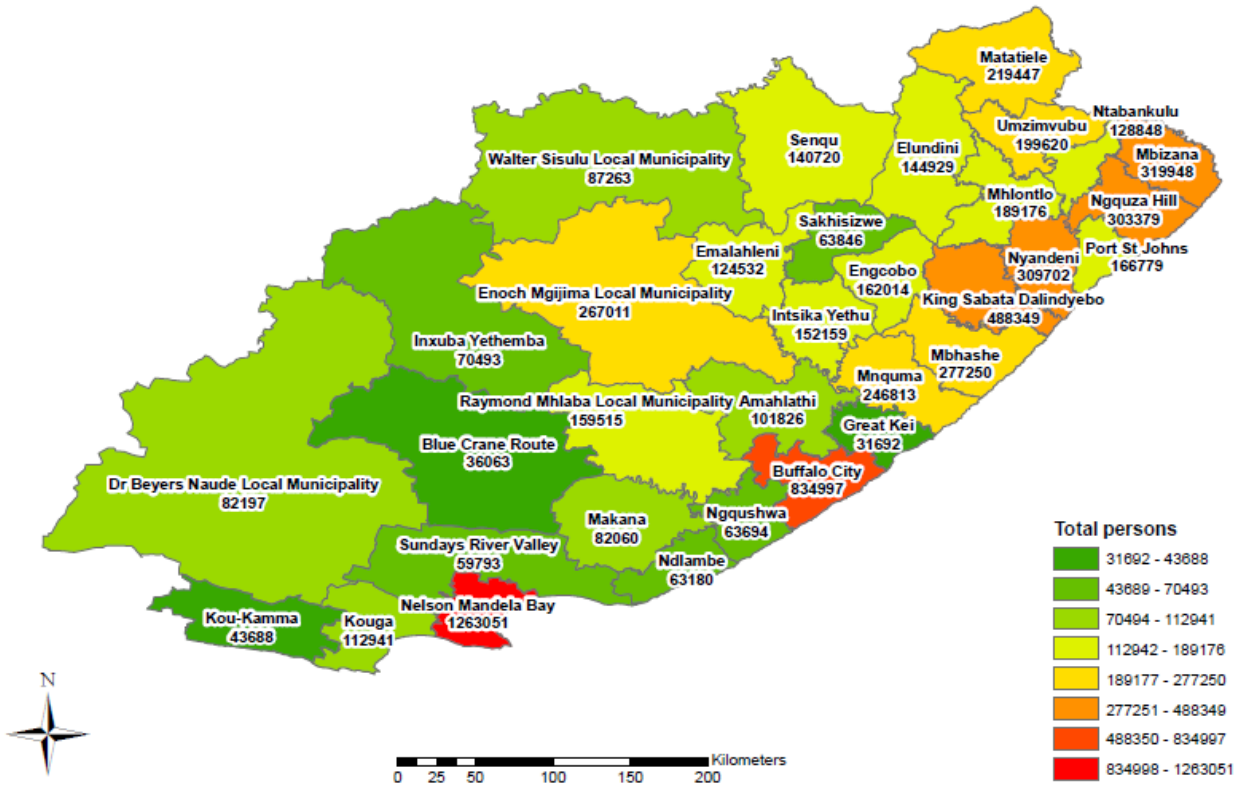 Matatiele
219447
Ntabankulu
128848
Umzimvubu
199620
Mbizana
319948
Senqu
140720
Elundini
144929
Walter Sisulu Local Municipality
87263
Mhlontlo
189176
Ngquza Hill
303379
Sakhisizwe
63846
Port St Johns
166779
Emalahleni
124532
Nyandeni
309702
Engcobo
162014
Enoch Mgijima Local Municipality
267011
King Sabata Dalindyebo
488349
Intsika Yethu
152159
Inxuba Yethemba
70493
Mbhashe
277250
Mnquma
246813
Raymond Mhlaba Local Municipality
159515
Amahlathi
101826
Great Kei
31692
Blue Crane Route
36063
Buffalo City
834997
Dr Beyers Naude Local Municipality
82197
Makana
82060
Ngqushwa
63694
Sundays River Valley
59793
Ndlambe
63180
Nelson Mandela Bay
1263051
Kou-Kamma
43688
Kouga
112941
Total persons
31692 - 43688
43689 - 70493
70494 - 112941
112942 - 189176
189177 - 277250
277251 - 488349
488350 - 834997
834998 - 1263051
N
Kilometers
0 25 50 100 150 200